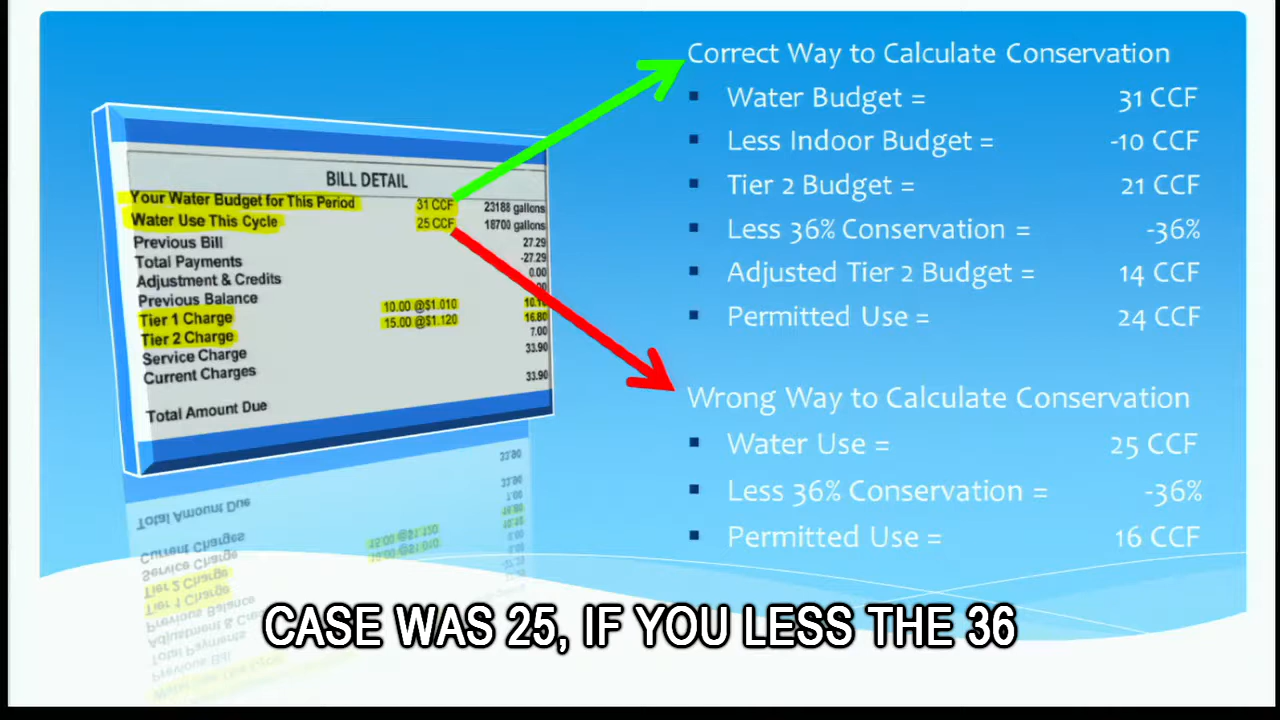 BILL DETAIL
Your Water Budget for This Period 31 CCF 23188 gallons
Water Use This Cycle 25 CCF 18700 gallons
Previous Bill 27.29
Total Payments -27.29
Adjustment & Credits 0.00
Previous Balance
Tier 1 Charge 10.00 @$1.010 10.10
Tier 2 Charge 15.00 @$1.120 16.80
Service Charge 7.00
Current Charges 33.90
Total Amount Due 33.90
Correct Way to Calculate Conservation
Water Budget = 31 CCF
Less Indoor Budget = -10 CCF
Tier 2 Budget = 21 CCF
Less 36% Conservation = -36%
Adjusted Tier 2 Budget = 14 CCF
Permitted Use = 24 CCF
Wrong Way to Calculate Conservation
Water Use = 25 CCF
Less 36% Conservation = -36%
Permitted Use = 16 CCF
CASE WAS 25, IF YOU LESS THE 36